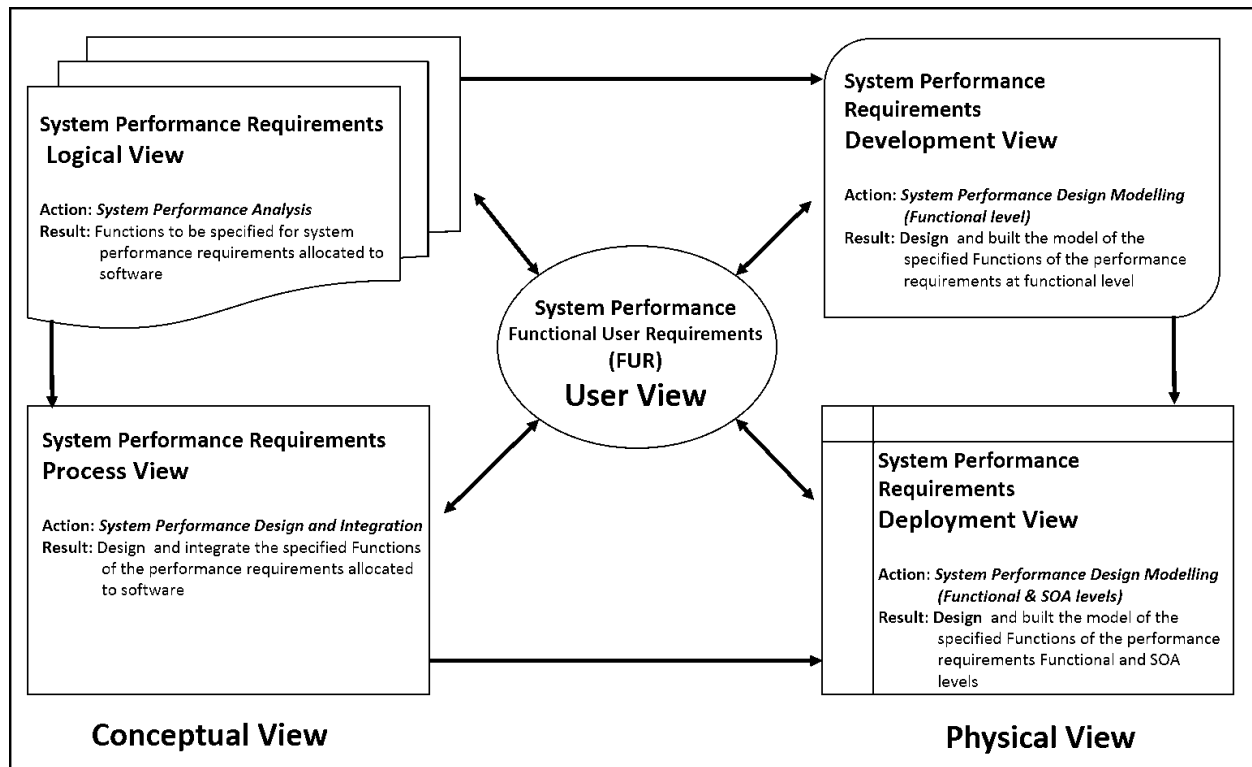 System Performance Requirements
Logical View
Action: System Performance Analysis
Result: Functions to be specified for system
performance requirements allocated to
software
System Performance
Requirements
Development View
Action: System Performance Design Modelling
(Functional level)
Result: Design and built the model of the
specified Functions of the performance
requirements at functional level
System Performance
Functional User Requirements
(FUR)
User View
System Performance Requirements
Process View
Action: System Performance Design and Integration
Result: Design and integrate the specified Functions
of the performance requirements allocated
to software
System Performance
Requirements
Deployment View
Action: System Performance Design Modelling
(Functional & SOA levels)
Result: Design and built the model of the
specified Functions of the performance
requirements Functional and SOA
levels
Conceptual View
Physical View